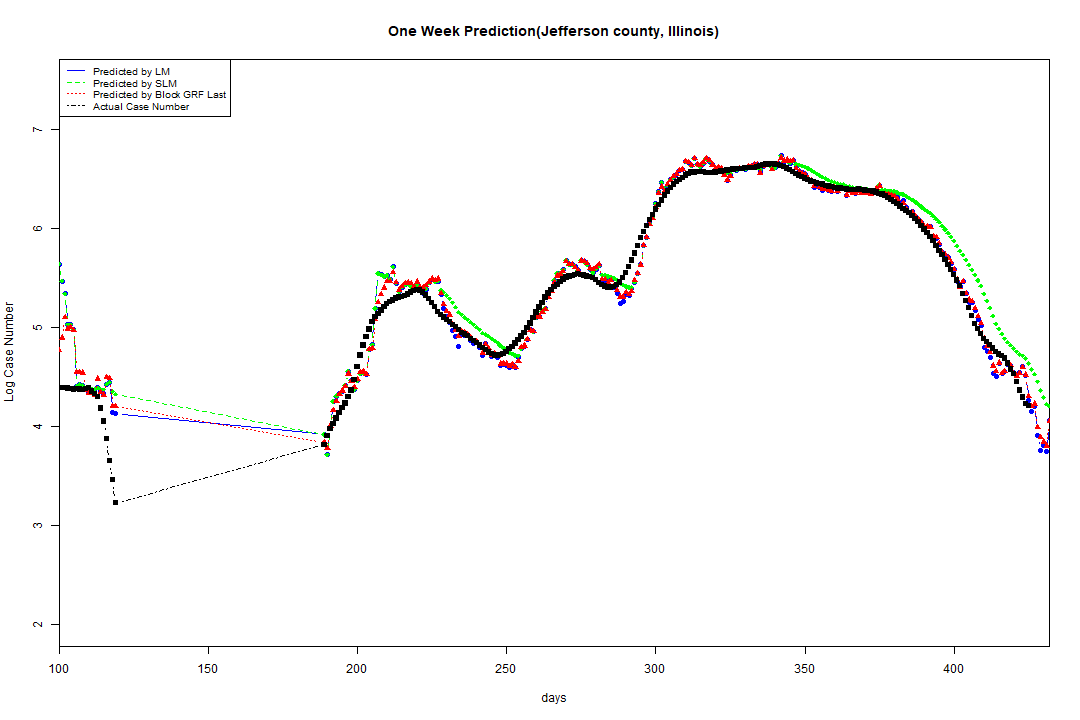 One Week Prediction(Jefferson county, Illinois)
Predicted by LM
Predicted by SLM
Predicted by Block GRF Last
Actual Case Number
7
6
5
4
3
2
Log Case Number
100 150 200 250 300 350 400
days